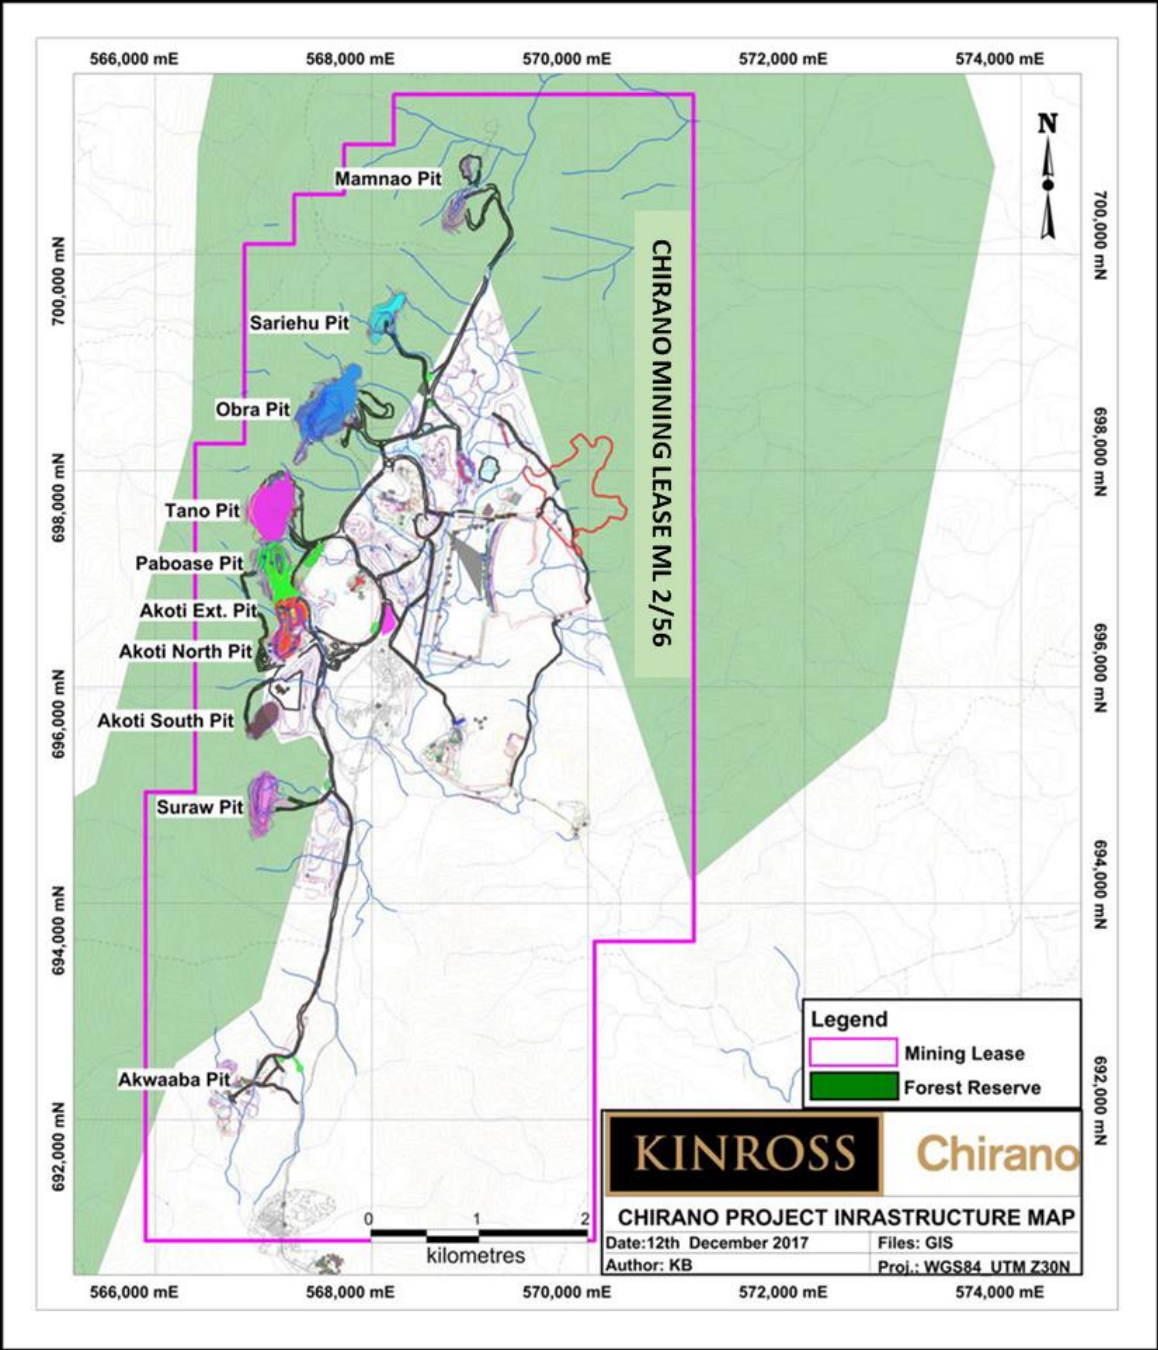 566,000 mE 568,000 mE 570,000 mE 572,000 mE 574,000 mE
N
Mamnao Pit
700,000 mN
700,000 mN
CHIRANO MINING LEASE ML 2/56
Sariehu Pit
Obra Pit
698,000 mN
698,000 mN
Tano Pit
Paboase Pit
Akoti Ext. Pit
Akoti North Pit
696,000 mN
696,000 mN
Akoti South Pit
Suraw Pit
694,000 mN
694,000 mN
Legend
Mining Lease
Forest Reserve
Akwaaba Pit
692,000 mN
692,000 mN
KINROSS Chirano
0 1 2
kilometres
CHIRANO PROJECT INRASTRUCTURE MAP
Date:12th December 2017 Files: GIS
Author: KB Proj.: WGS84_UTM Z30N
566,000 mE 568,000 mE 570,000 mE 572,000 mE 574,000 mE